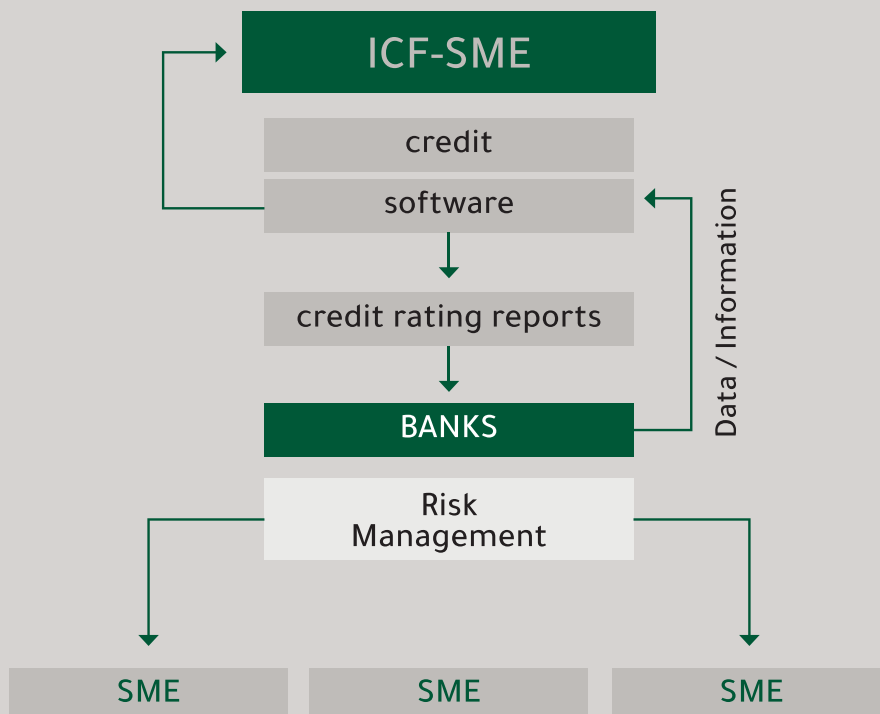 ICF-SME
credit
software
Data / Information
credit rating reports
BANKS
Risk
Management
SME
SME
SME